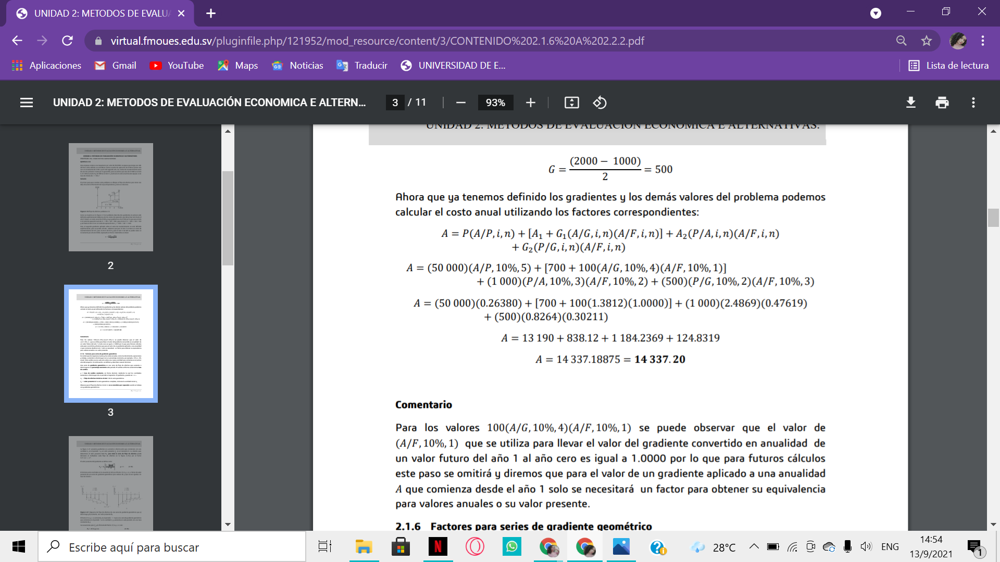 UNIDAD 2: METODOS DE EVALUA
virtual.fmoues.edu.sv/pluginfile.php/121952/mod_resource/content/3/CONTENIDO%202.1.6%20A%202.2.2.pdf
Aplicaciones Gmail YouTube Maps Noticias Traducir UNIVERSIDAD DE E... Lista de lectura
UNIDAD 2: METODOS DE EVALUACIÓN ECONOMICA E ALTERN... 3 / 11 93%
2
3
UNIDAD 2: METODOS DE EVALUACIÓN ECONOMICA E ALTERNATIVAS.
G = (2000 − 1000) / 2 = 500
Ahora que ya tenemos definido los gradientes y los demás valores del problema podemos
calcular el costo anual utilizando los factores correspondientes:
A = P(A/P, i, n) + [A₁ + G₁(A/G, i, n)(A/F, i, n)] + A₂(P/A, i, n)(A/F, i, n)
+ G₂(P/G, i, n)(A/F, i, n)
A = (50 000)(A/P, 10%, 5) + [700 + 100(A/G, 10%, 4)(A/F, 10%, 1)]
+ (1 000)(P/A, 10%, 3)(A/F, 10%, 2) + (500)(P/G, 10%, 2)(A/F, 10%, 3)
A = (50 000)(0.26380) + [700 + 100(1.3812)(1.0000)] + (1 000)(2.4869)(0.47619)
+ (500)(0.8264)(0.30211)
A = 13 190 + 838.12 + 1 184.2369 + 124.8319
A = 14 337.18875 = 14 337.20
Comentario
Para los valores 100(A/G, 10%, 4)(A/F, 10%, 1) se puede observar que el valor de
(A/F, 10%, 1) que se utiliza para llevar el valor del gradiente convertido en anualidad de
un valor futuro del año 1 al año cero es igual a 1.0000 por lo que para futuros cálculos
este paso se omitirá y diremos que para el valor de un gradiente aplicado a una anualidad
A que comienza desde el año 1 solo se necesitará un factor para obtener su equivalencia
para valores anuales o su valor presente.
2.1.6 Factores para series de gradiente geométrico
Escribe aquí para buscar
28°C
ENG
14:54
13/9/2021
1